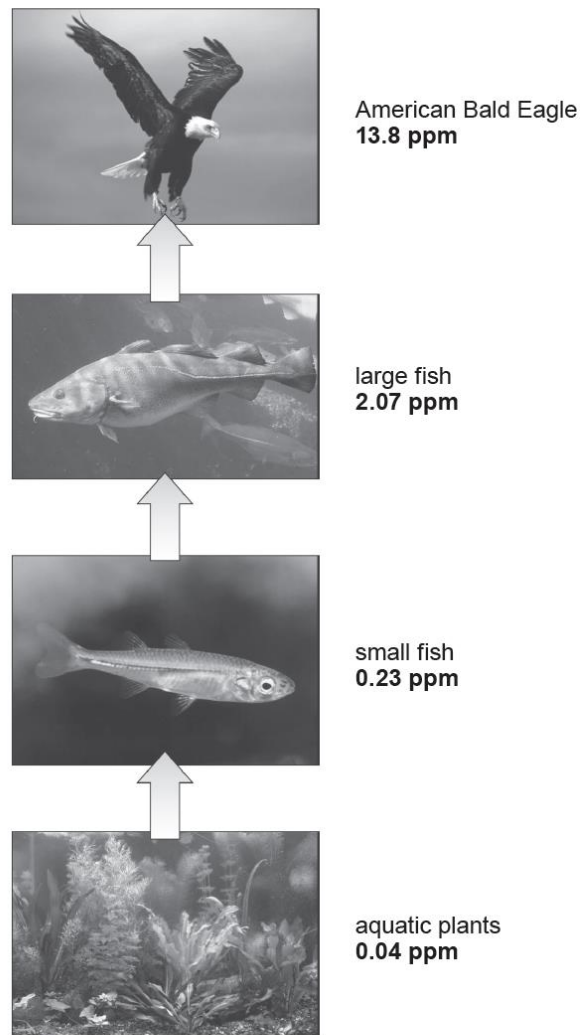 American Bald Eagle
13.8 ppm
large fish
2.07 ppm
small fish
0.23 ppm
aquatic plants
0.04 ppm